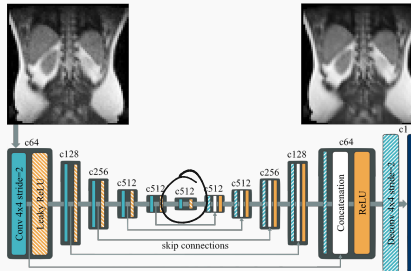 c64
c64
c1
c128
c128
c256
c256
c512
c512
c512
c512
c512
Conv 4x4 stride=2
Leaky ReLU
Concatenation
ReLU
Deconv 4x4 stride=2
skip connections